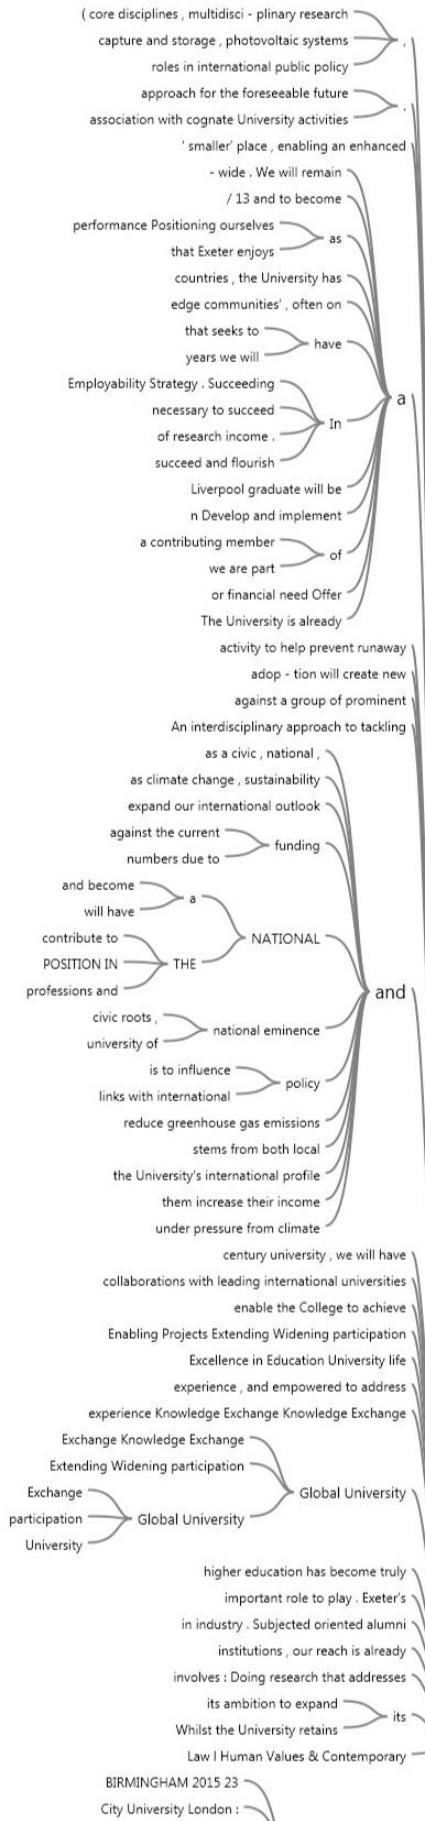 ( core disciplines , multidisci - plinary research
capture and storage , photovoltaic systems
,
roles in international public policy
approach for the foreseeable future
.
association with cognate University activities
' smaller' place , enabling an enhanced
- wide . We will remain
/ 13 and to become
performance Positioning ourselves
as
that Exeter enjoys
countries , the University has
edge communities' , often on
that seeks to
have
years we will
Employability Strategy . Succeeding
a
necessary to succeed
In
of research income .
succeed and flourish
Liverpool graduate will be
n Develop and implement
a contributing member
of
we are part
or financial need Offer
The University is already
activity to help prevent runaway
adop - tion will create new
against a group of prominent
An interdisciplinary approach to tackling
as a civic , national ,
as climate change , sustainability
expand our international outlook
against the current
funding
numbers due to
and become
a
will have
contribute to
NATIONAL
POSITION IN
THE
professions and
and
civic roots ,
national eminence
university of
is to influence
policy
links with international
reduce greenhouse gas emissions
stems from both local
the University's international profile
them increase their income
under pressure from climate
century university , we will have
collaborations with leading international universities
enable the College to achieve
Enabling Projects Extending Widening participation
Excellence in Education University life
experience , and empowered to address
experience Knowledge Exchange Knowledge Exchange
Exchange Knowledge Exchange
Extending Widening participation
Global University
Exchange
participation
Global University
University
higher education has become truly
important role to play . Exeter's
in industry . Subjected oriented alumni
institutions , our reach is already
involves : Doing research that addresses
its ambition to expand
its
Whilst the University retains
Law I Human Values & Contemporary
BIRMINGHAM 2015 23
City University London :